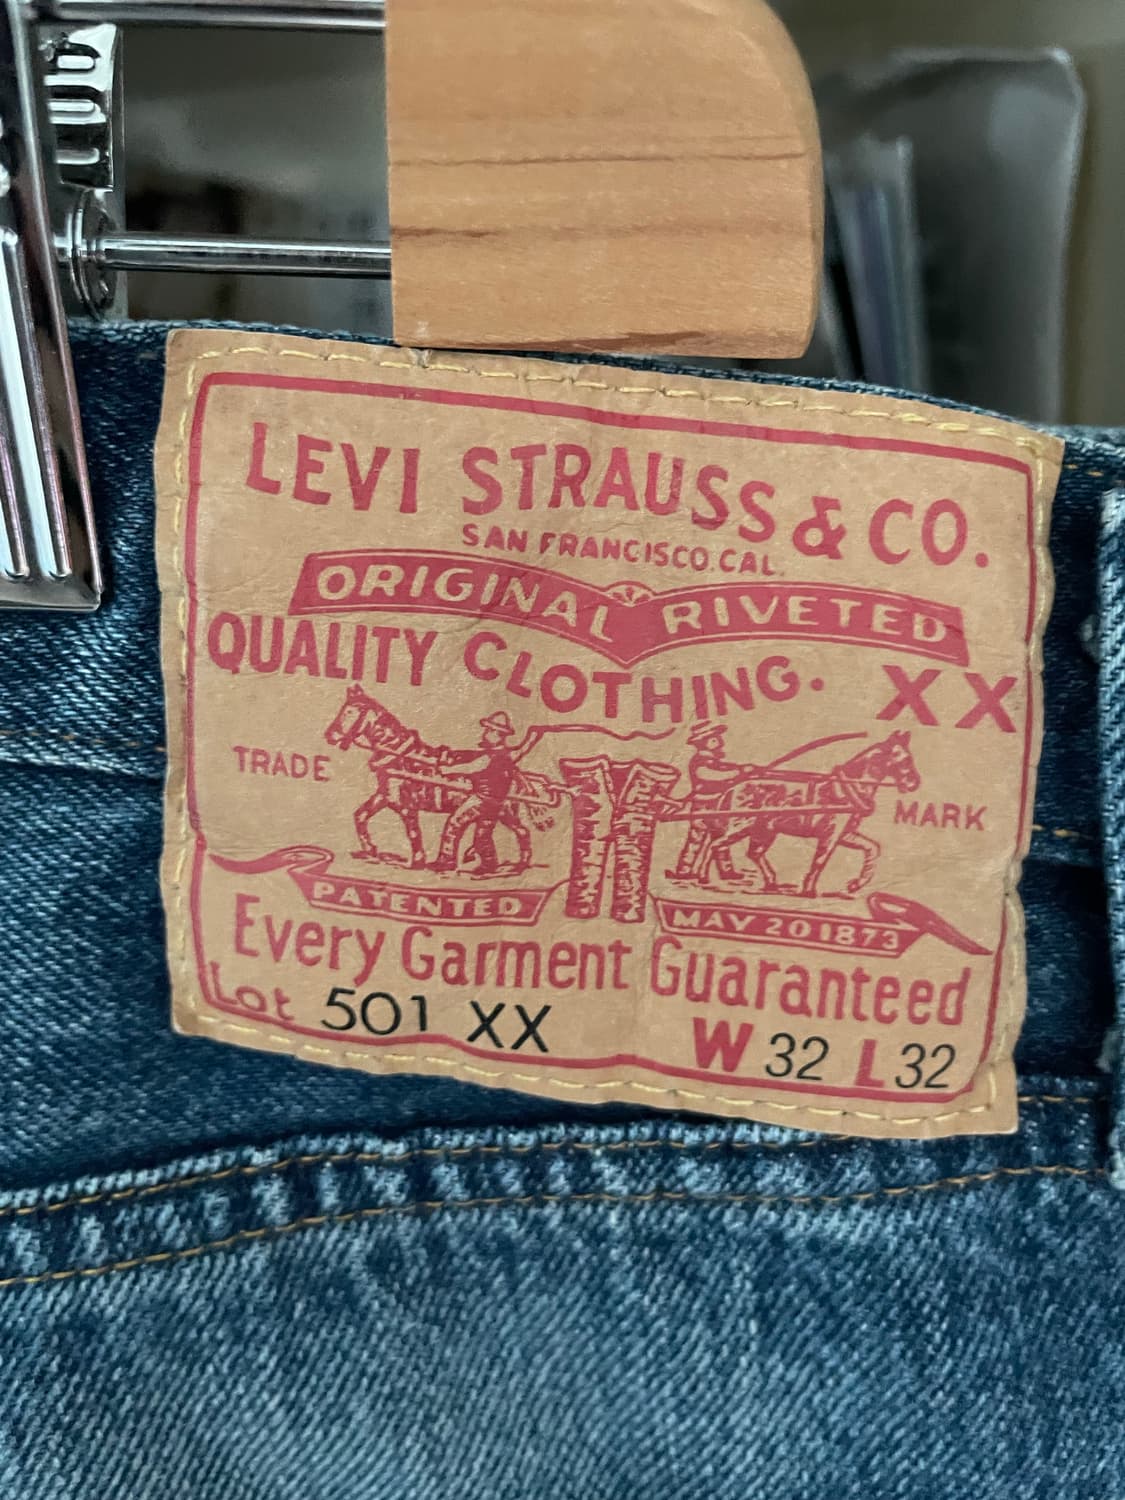 LEVI STRAUSS & CO.
SAN FRANCISCO.CAL.
ORIGINAL RIVETED
QUALITY CLOTHING. XX
TRADE MARK
PATENTED MAY 20 1873
Every Garment Guaranteed
Lot 501 XX W 32 L 32